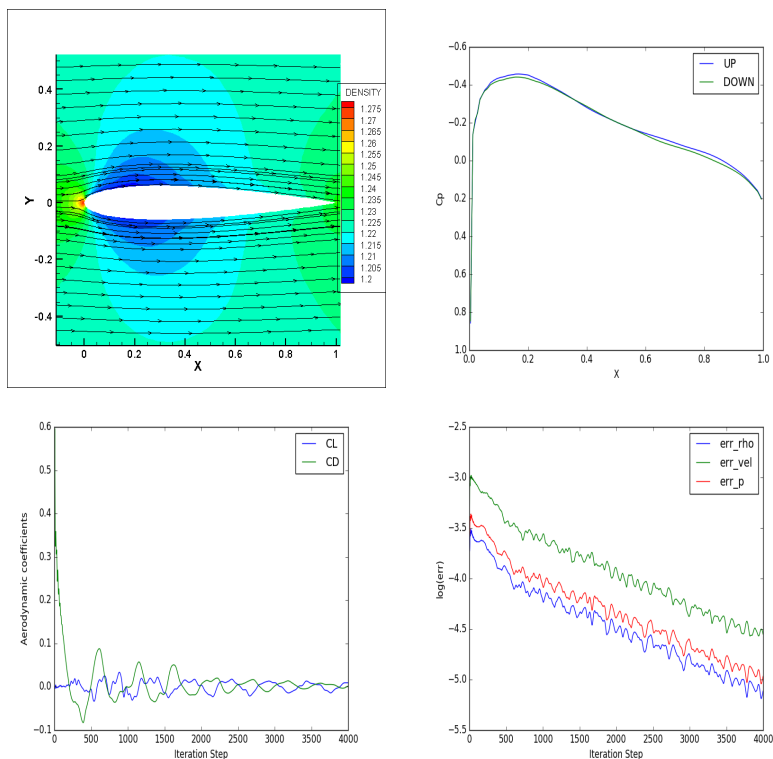 DENSITY
1.275
1.27
1.265
1.26
1.255
1.25
1.245
1.24
1.235
1.23
1.225
1.22
1.215
1.21
1.205
1.2
0.4
0.2
0
-0.2
-0.4
Y
0 0.2 0.4 0.6 0.8 1
X
UP
DOWN
−0.6
−0.4
−0.2
0.0
0.2
0.4
0.6
0.8
1.0
Cp
0.0 0.2 0.4 0.6 0.8 1.0
X
CL
CD
0.6
0.5
0.4
0.3
0.2
0.1
0.0
−0.1
Aerodynamic coefficients
0 500 1000 1500 2000 2500 3000 3500 4000
Iteration Step
err_rho
err_vel
err_p
−2.5
−3.0
−3.5
−4.0
−4.5
−5.0
−5.5
log(err)
0 500 1000 1500 2000 2500 3000 3500 4000
Iteration Step